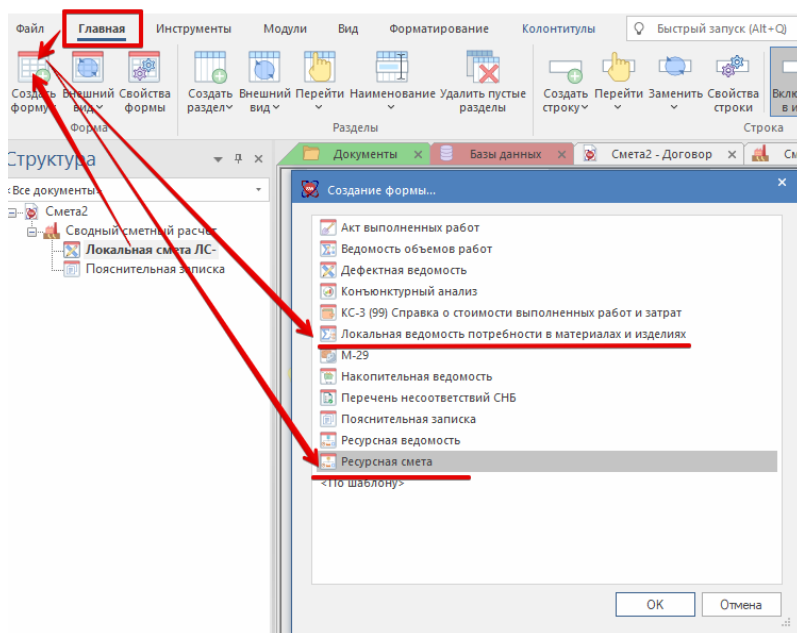 Файл Главная Инструменты Модули Вид Форматирование Колонтитулы Быстрый запуск (Alt+Q)
Создать форму Внешний вид Свойства формы Создать раздел Внешний вид Перейти Наименование Удалить пустые разделы Создать строку Перейти Заменить Свойства строки
Форма Разделы Строка
Структура
Документы Базы данных Смета2 - Договор
<Все документы>
Создание формы...
Смета2
Сводный сметный расчет
Локальная смета ЛС-
Пояснительная записка
Акт выполненных работ
Ведомость объемов работ
Дефектная ведомость
Конъюнктурный анализ
КС-3 (99) Справка о стоимости выполненных работ и затрат
Локальная ведомость потребности в материалах и изделиях
М-29
Накопительная ведомость
Перечень несоответствий СНБ
Пояснительная записка
Ресурсная ведомость
Ресурсная смета
<По шаблону>
OK Отмена